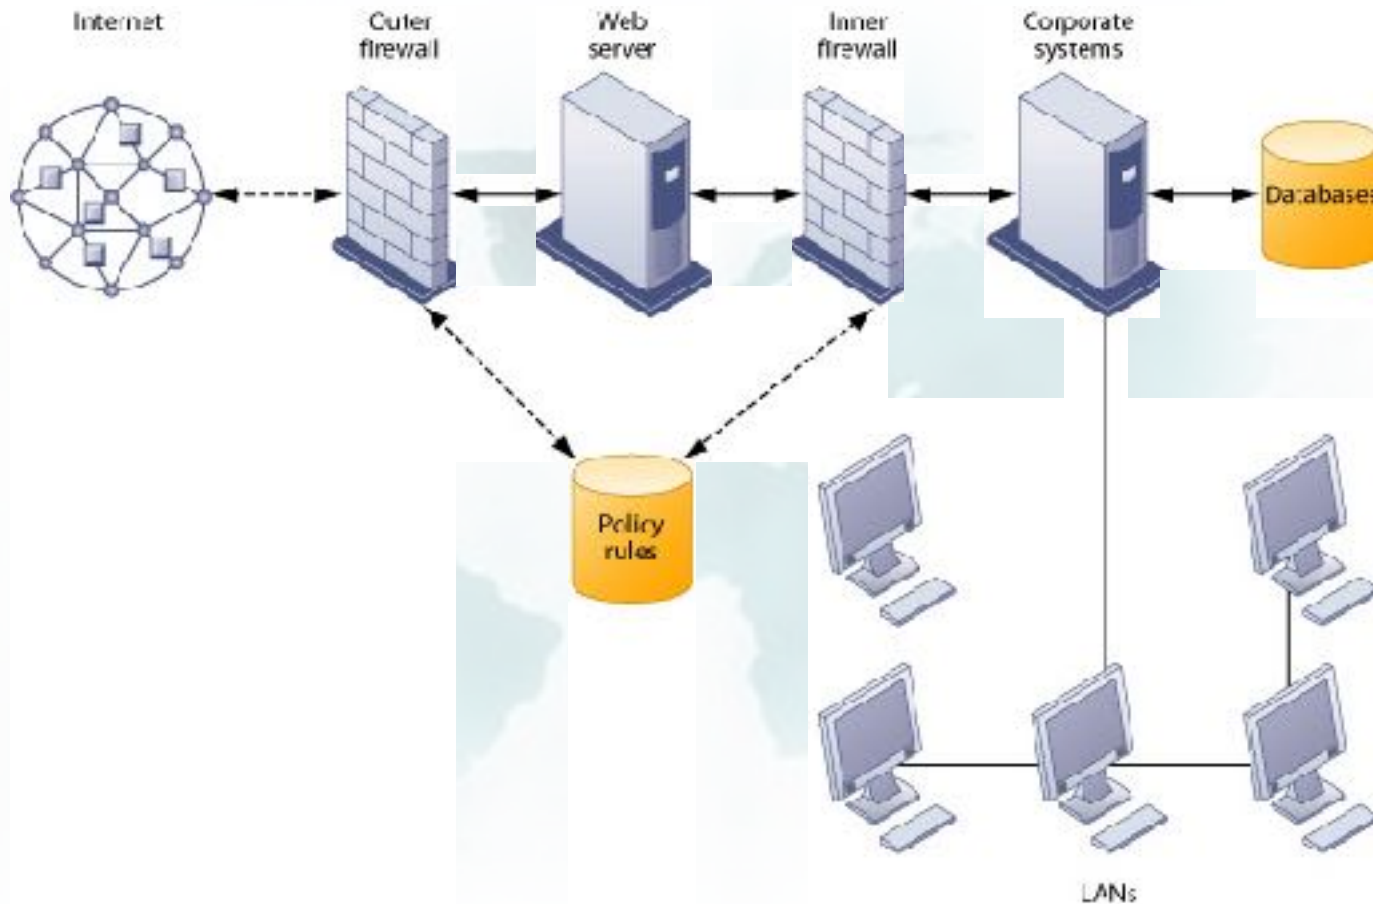 Internet
Outer
firewall
Web
server
Inner
firewall
Corporate
systems
Databases
Policy
rules
LANs